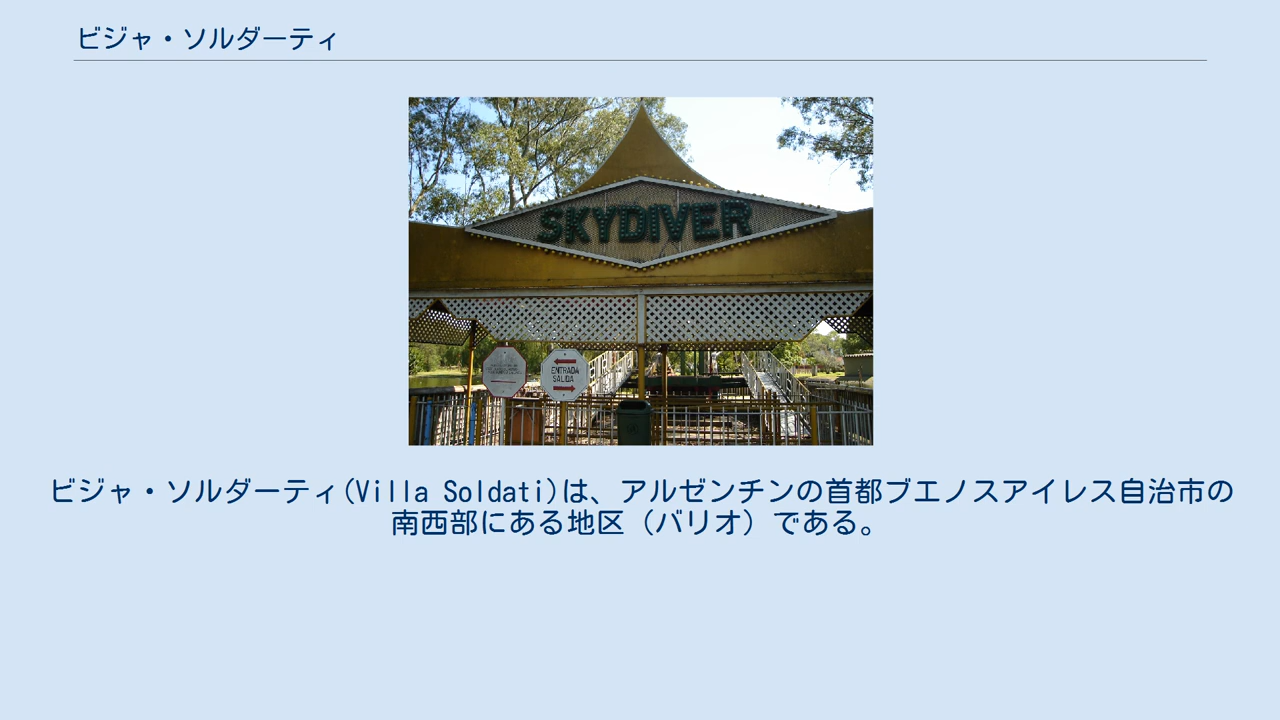 ビジャ・ソルダーティ
SKYDIVER
ENTRADA
SALIDA
ビジャ・ソルダーティ(Villa Soldati)は、アルゼンチンの首都ブエノスアイレス自治市の
南西部にある地区（バリオ）である。